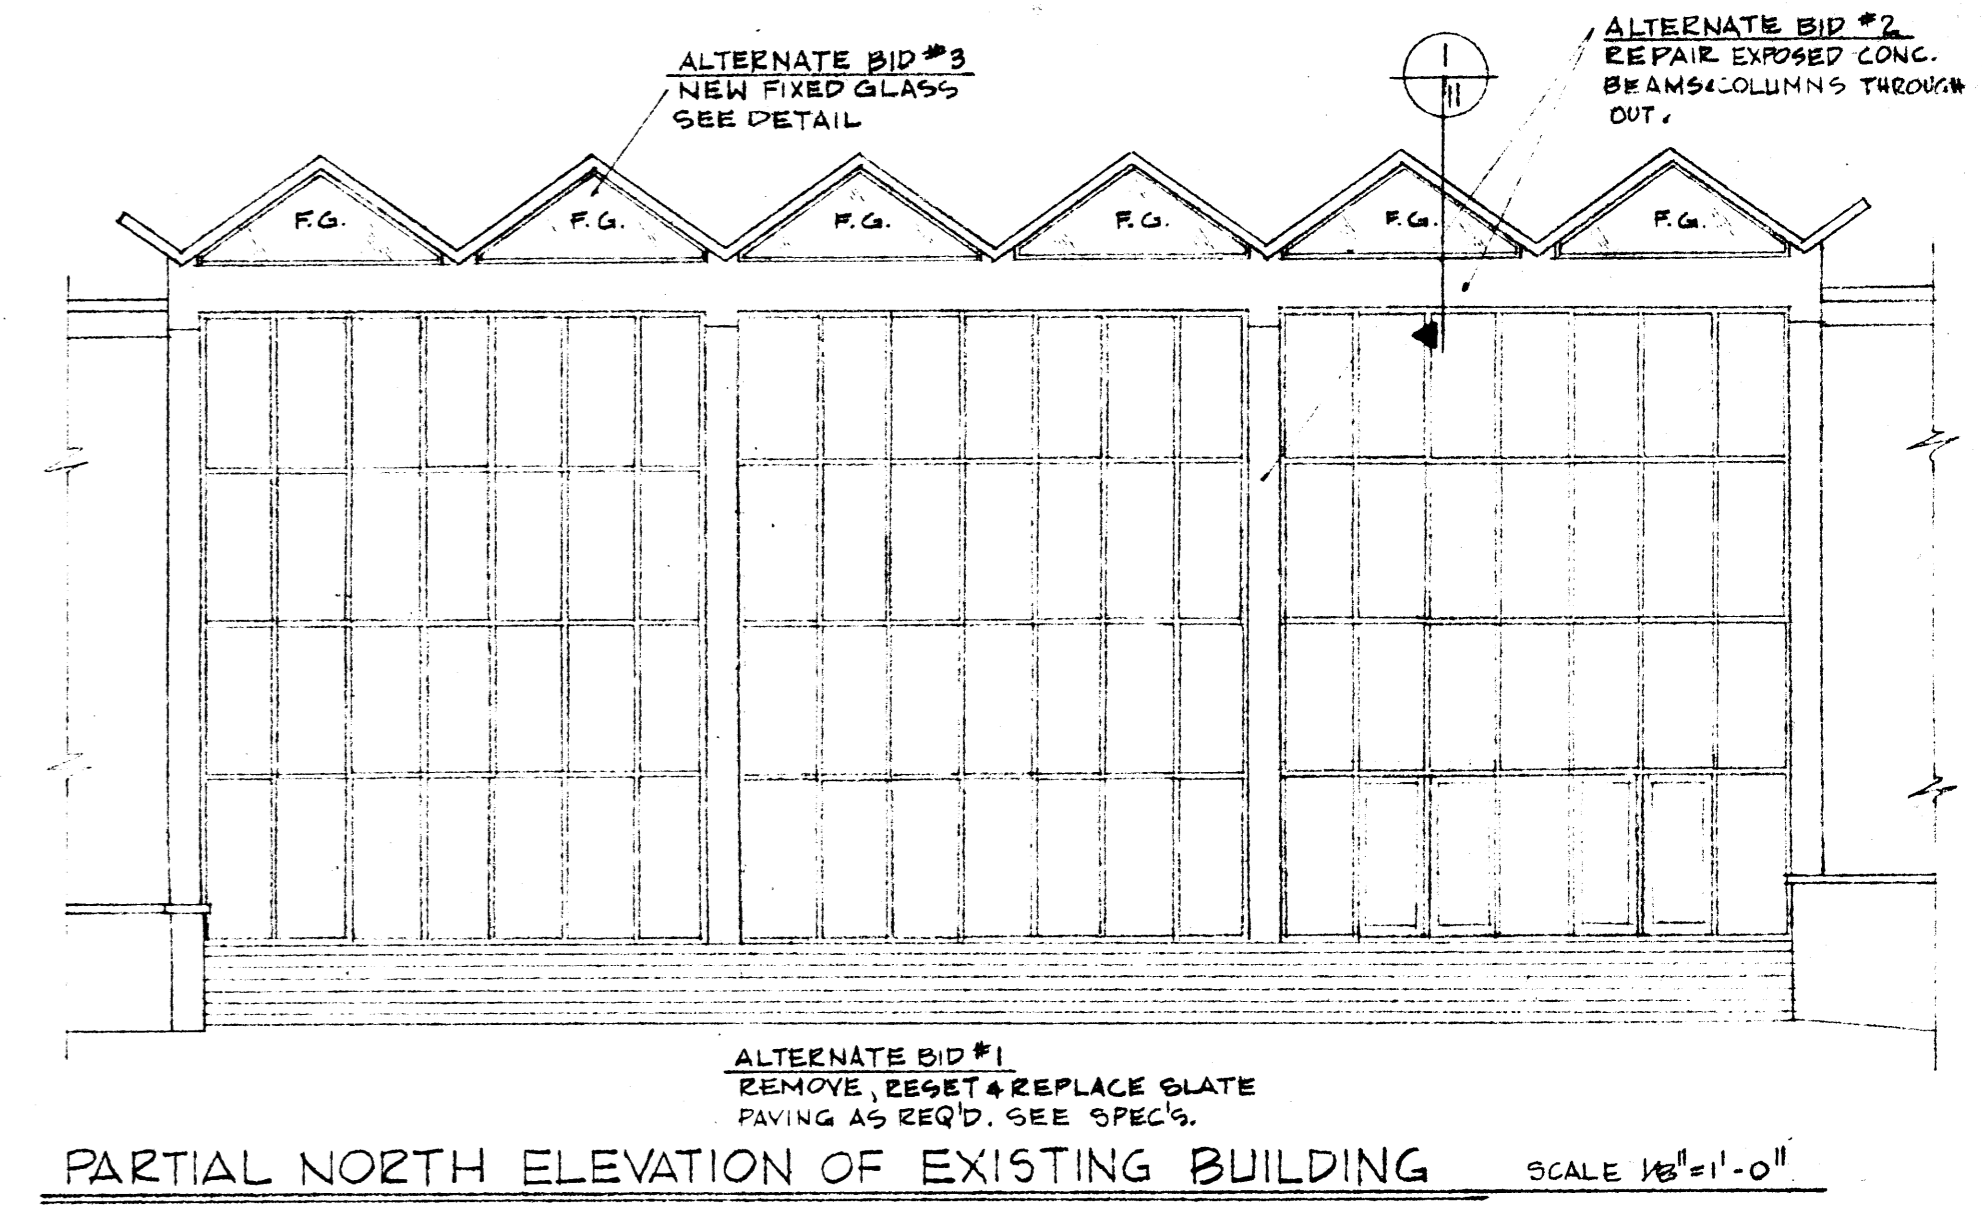 ALTERNATE BID #3
NEW FIXED GLASS
SEE DETAIL
1
11
ALTERNATE BID #2
REPAIR EXPOSED CONC.
BEAMS & COLUMNS THROUGH
OUT.
F.G. F.G. F.G. F.G. F.G. F.G.
ALTERNATE BID #1
REMOVE, RESET & REPLACE SLATE
PAVING AS REQ'D. SEE SPEC'S.
PARTIAL NORTH ELEVATION OF EXISTING BUILDING SCALE 1/8"=1'-0"